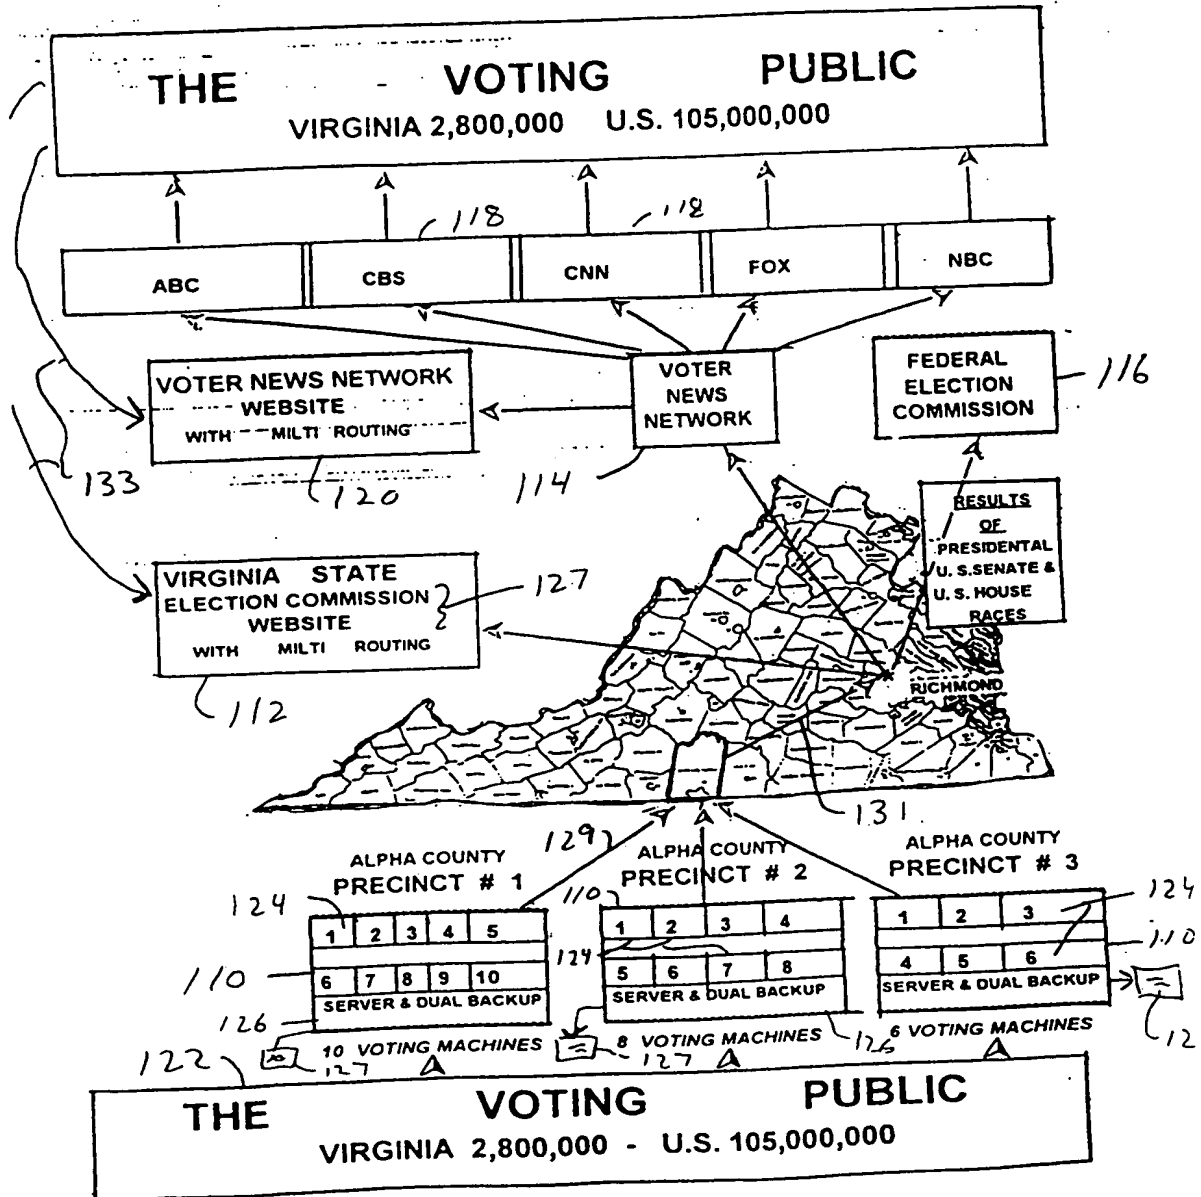 THE VOTING PUBLIC
VIRGINIA 2,800,000 U.S. 105,000,000
118 118
ABC CBS CNN FOX NBC
VOTER NEWS NETWORK
WEBSITE
WITH MILTI ROUTING
VOTER
NEWS
NETWORK
FEDERAL
ELECTION
COMMISSION
116
133
120
114
RESULTS
OF
PRESIDENTAL
U.S.SENATE &
U.S. HOUSE
RACES
VIRGINIA STATE
ELECTION COMMISSION
WEBSITE
WITH MILTI ROUTING
127
112
RICHMOND
131
129
ALPHA COUNTY
PRECINCT # 1
ALPHA COUNTY
PRECINCT # 2
ALPHA COUNTY
PRECINCT # 3
124
110
124
1 2 3 4 5
6 7 8 9 10
SERVER & DUAL BACKUP
110
126
1 2 3 4
124
5 6 7 8
SERVER & DUAL BACKUP
1 2 3
4 5 6
SERVER & DUAL BACKUP
110
12
10 VOTING MACHINES
8 VOTING MACHINES
6 VOTING MACHINES
127
127
126
122
THE VOTING PUBLIC
VIRGINIA 2,800,000 - U.S. 105,000,000